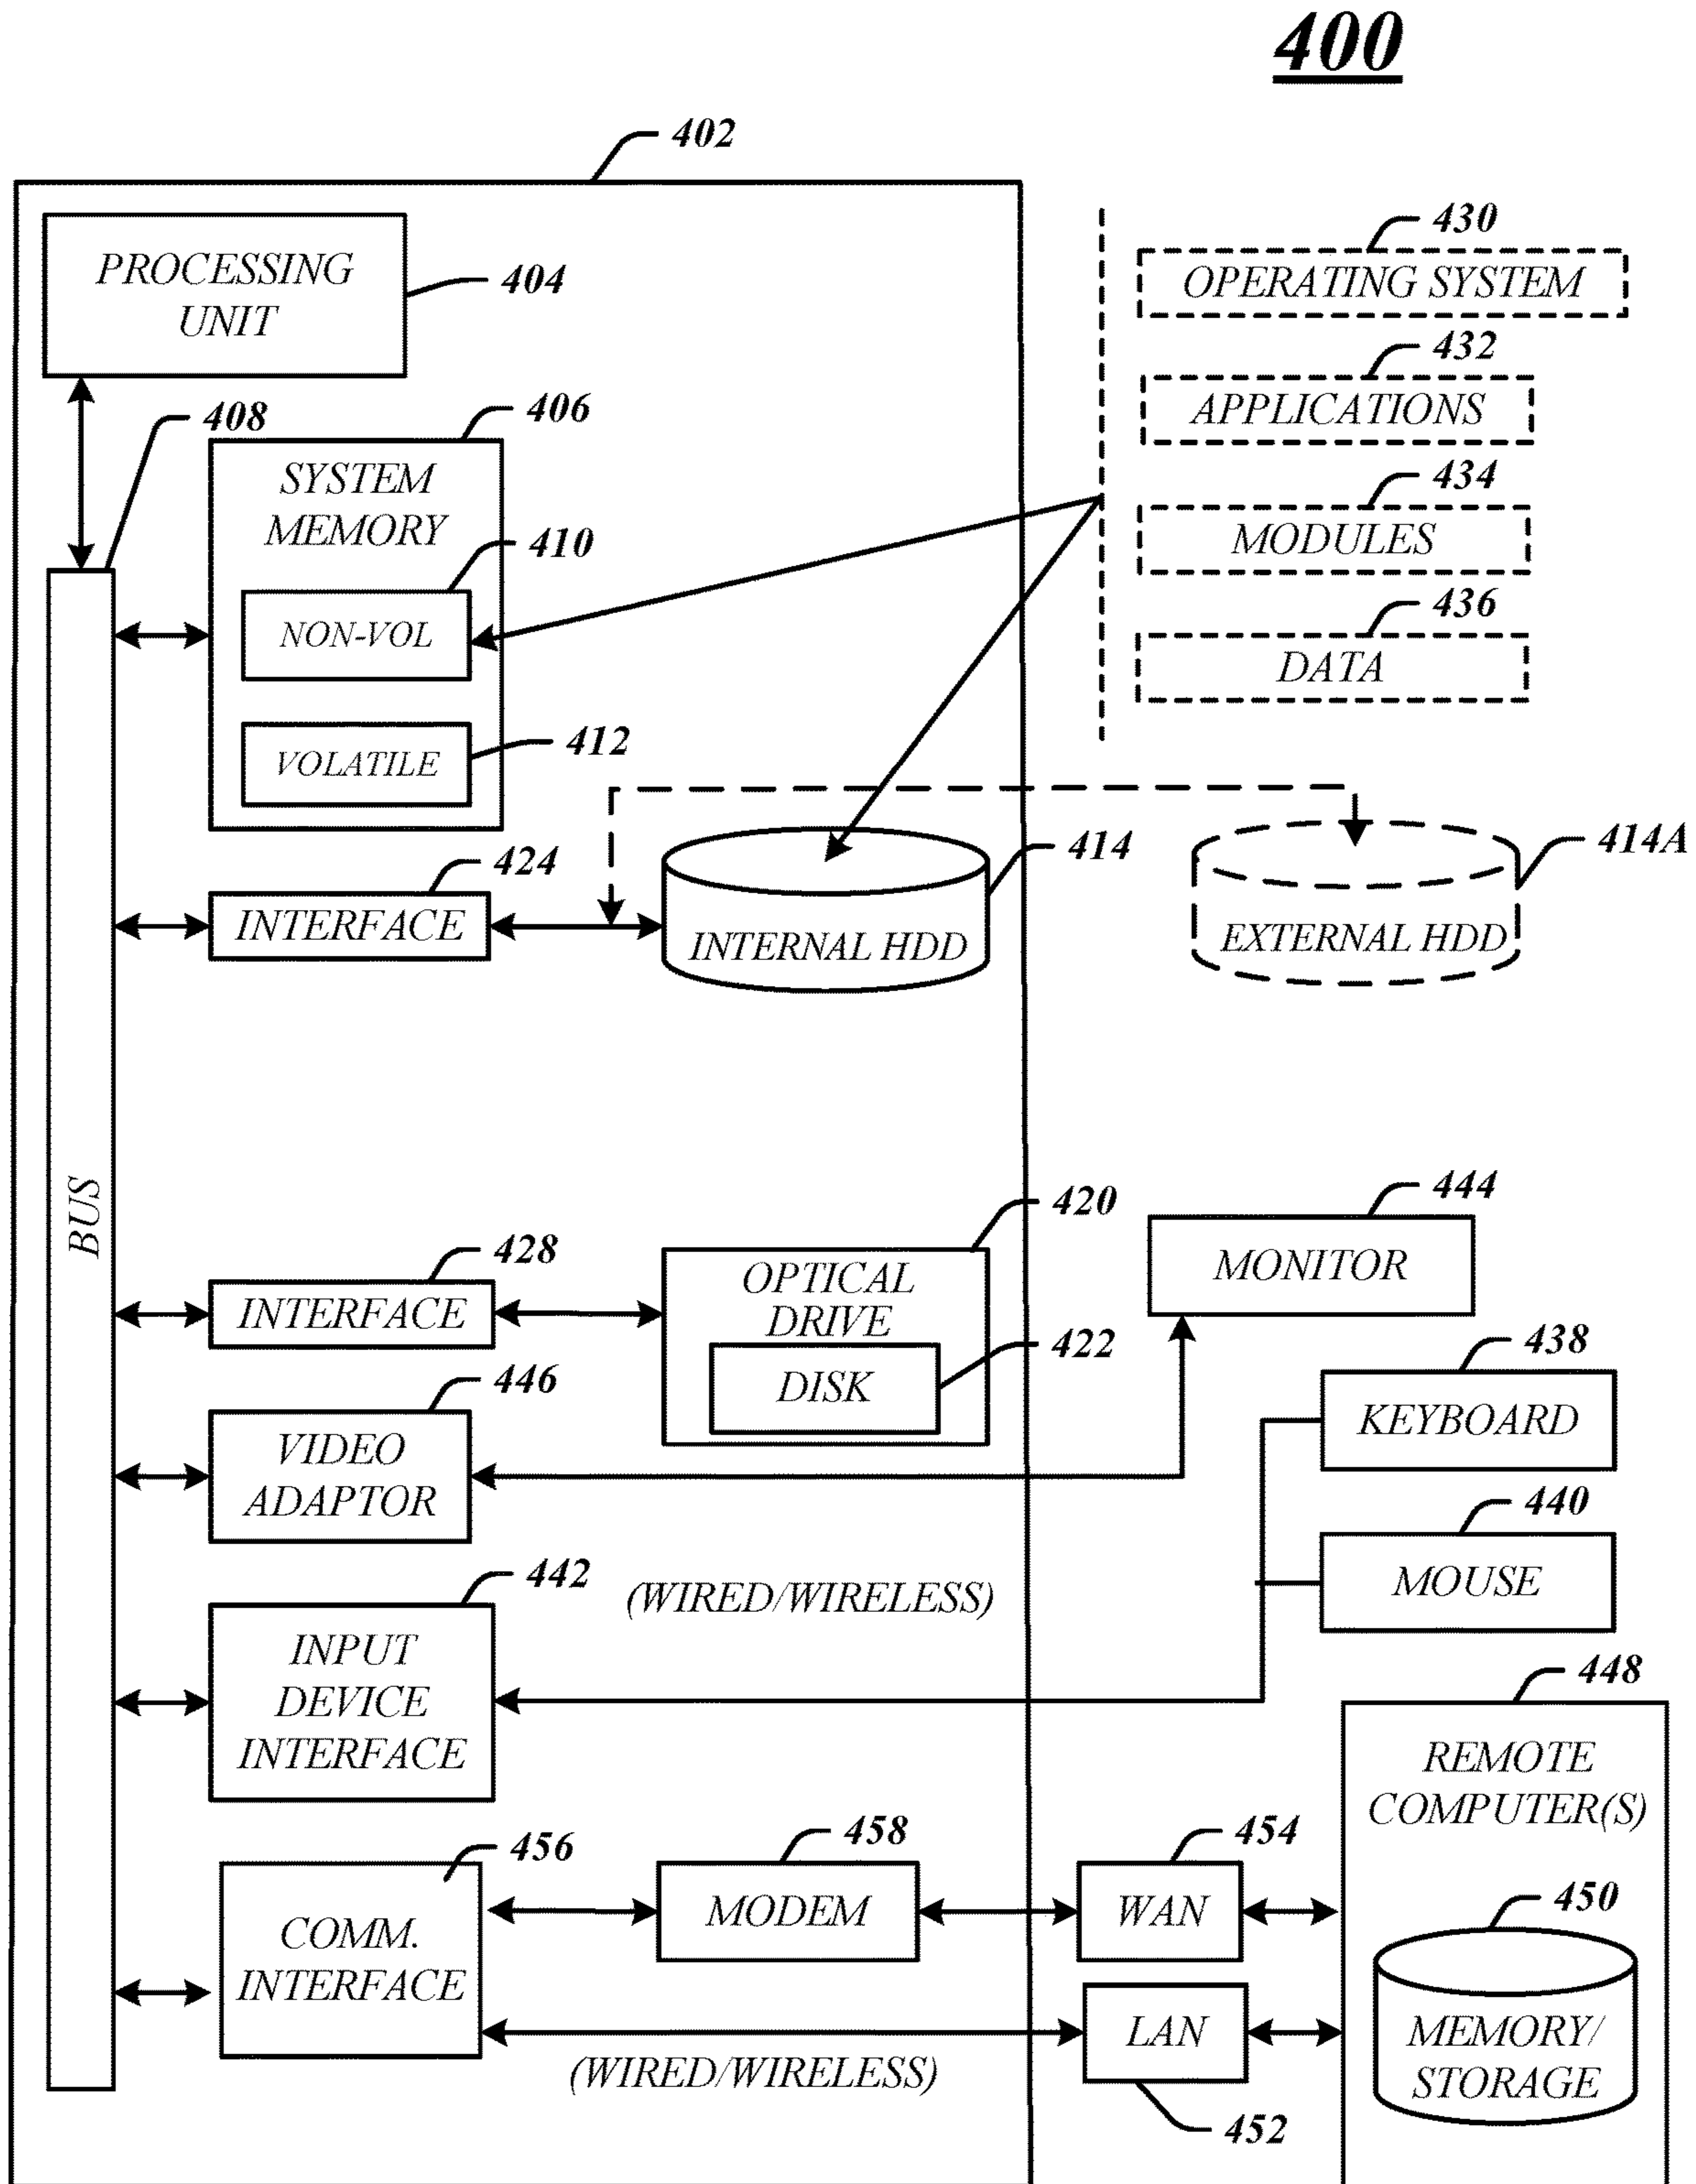 400
402
PROCESSING
UNIT
404
430
OPERATING SYSTEM
432
APPLICATIONS
434
MODULES
436
DATA
408
406
SYSTEM
MEMORY
410
NON-VOL
412
VOLATILE
424
INTERFACE
414
INTERNAL HDD
414A
EXTERNAL HDD
BUS
428
INTERFACE
420
OPTICAL
DRIVE
422
DISK
444
MONITOR
446
VIDEO
ADAPTOR
438
KEYBOARD
440
MOUSE
442
(WIRED/WIRELESS)
INPUT
DEVICE
INTERFACE
448
REMOTE
COMPUTER(S)
456
COMM.
INTERFACE
458
MODEM
454
WAN
450
MEMORY/
STORAGE
LAN
(WIRED/WIRELESS)
452